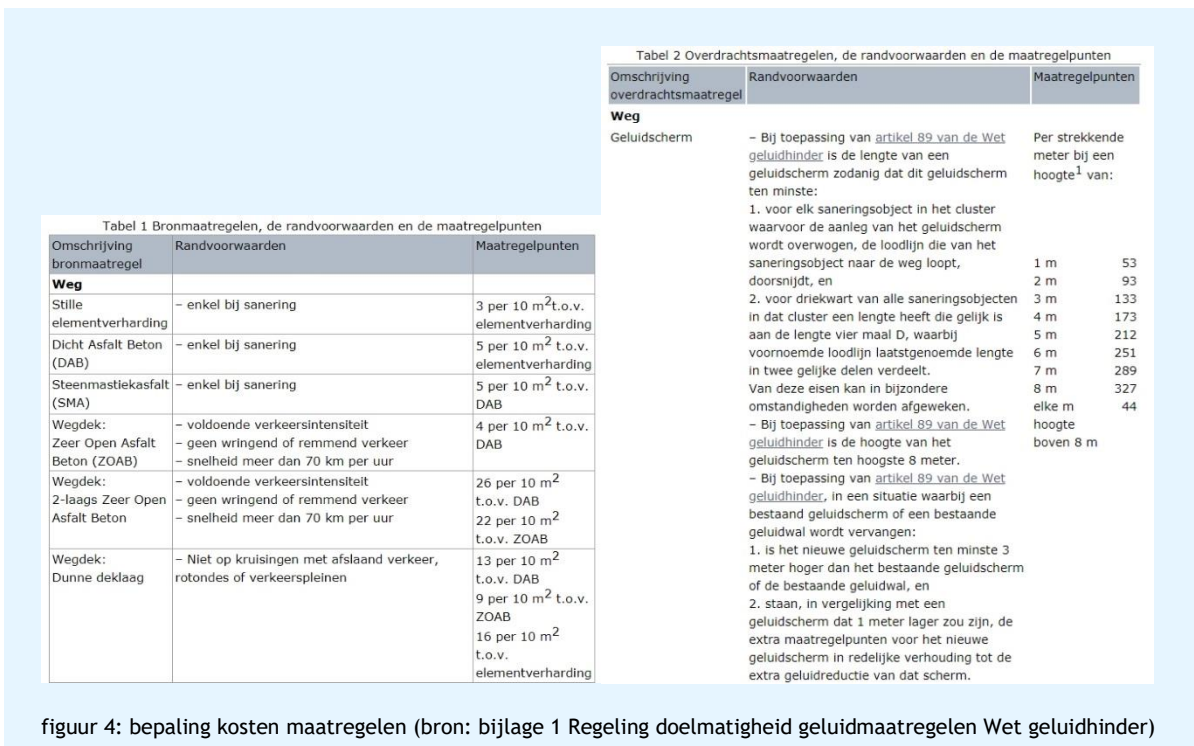 Tabel 1 Bronmaatregelen, de randvoorwaarden en de maatregelpunten
Omschrijving bronmaatregel Randvoorwaarden Maatregelpunten
Weg
Stille – enkel bij sanering 3 per 10 m² t.o.v.
elementverharding elementverharding
Dicht Asfalt Beton – enkel bij sanering 5 per 10 m² t.o.v.
(DAB) elementverharding
Steenmastiekasfalt – enkel bij sanering 5 per 10 m² t.o.v.
(SMA) DAB
Wegdek: – voldoende verkeersintensiteit 4 per 10 m² t.o.v.
Zeer Open Asfalt – geen wringend of remmend verkeer DAB
Beton (ZOAB) – snelheid meer dan 70 km per uur
Wegdek: – voldoende verkeersintensiteit 26 per 10 m²
2-laags Zeer Open – geen wringend of remmend verkeer t.o.v. DAB
Asfalt Beton – snelheid meer dan 70 km per uur 22 per 10 m²
t.o.v. ZOAB
Wegdek: – Niet op kruisingen met afslaand verkeer, 13 per 10 m²
Dunne deklaag rotondes of verkeerspleinen t.o.v. DAB
9 per 10 m² t.o.v.
ZOAB
16 per 10 m²
t.o.v.
elementverharding
Tabel 2 Overdrachtsmaatregelen, de randvoorwaarden en de maatregelpunten
Omschrijving Randvoorwaarden Maatregelpunten
overdrachtsmaatregel
Weg
Geluidscherm – Bij toepassing van artikel 89 van de Wet Per strekkende
geluidhinder is de lengte van een meter bij een
geluidscherm zodanig dat dit geluidscherm hoogte¹ van:
ten minste:
1. voor elk saneringsobject in het cluster
waarvoor de aanleg van het geluidscherm
wordt overwogen, de loodlijn die van het
saneringsobject naar de weg loopt, 1 m 53
doorsnijdt, en 2 m 93
2. voor driekwart van alle saneringsobjecten 3 m 133
in dat cluster een lengte heeft die gelijk is 4 m 173
aan de lengte vier maal D, waarbij 5 m 212
voornoemde loodlijn laatstgenoemde lengte 6 m 251
in twee gelijke delen verdeelt. 7 m 289
Van deze eisen kan in bijzondere 8 m 327
omstandigheden worden afgeweken. elke m 44
– Bij toepassing van artikel 89 van de Wet hoogte
geluidhinder is de hoogte van het boven 8 m
geluidscherm ten hoogste 8 meter.
– Bij toepassing van artikel 89 van de Wet
geluidhinder, in een situatie waarbij een
bestaand geluidscherm of een bestaande
geluidwal wordt vervangen:
1. is het nieuwe geluidscherm ten minste 3
meter hoger dan het bestaande geluidscherm
of de bestaande geluidwal, en
2. staan, in vergelijking met een
geluidscherm dat 1 meter lager zou zijn, de
extra maatregelpunten voor het nieuwe
geluidscherm in redelijke verhouding tot de
extra geluidreductie van dat scherm.
figuur 4: bepaling kosten maatregelen (bron: bijlage 1 Regeling doelmatigheid geluidmaatregelen Wet geluidhinder)